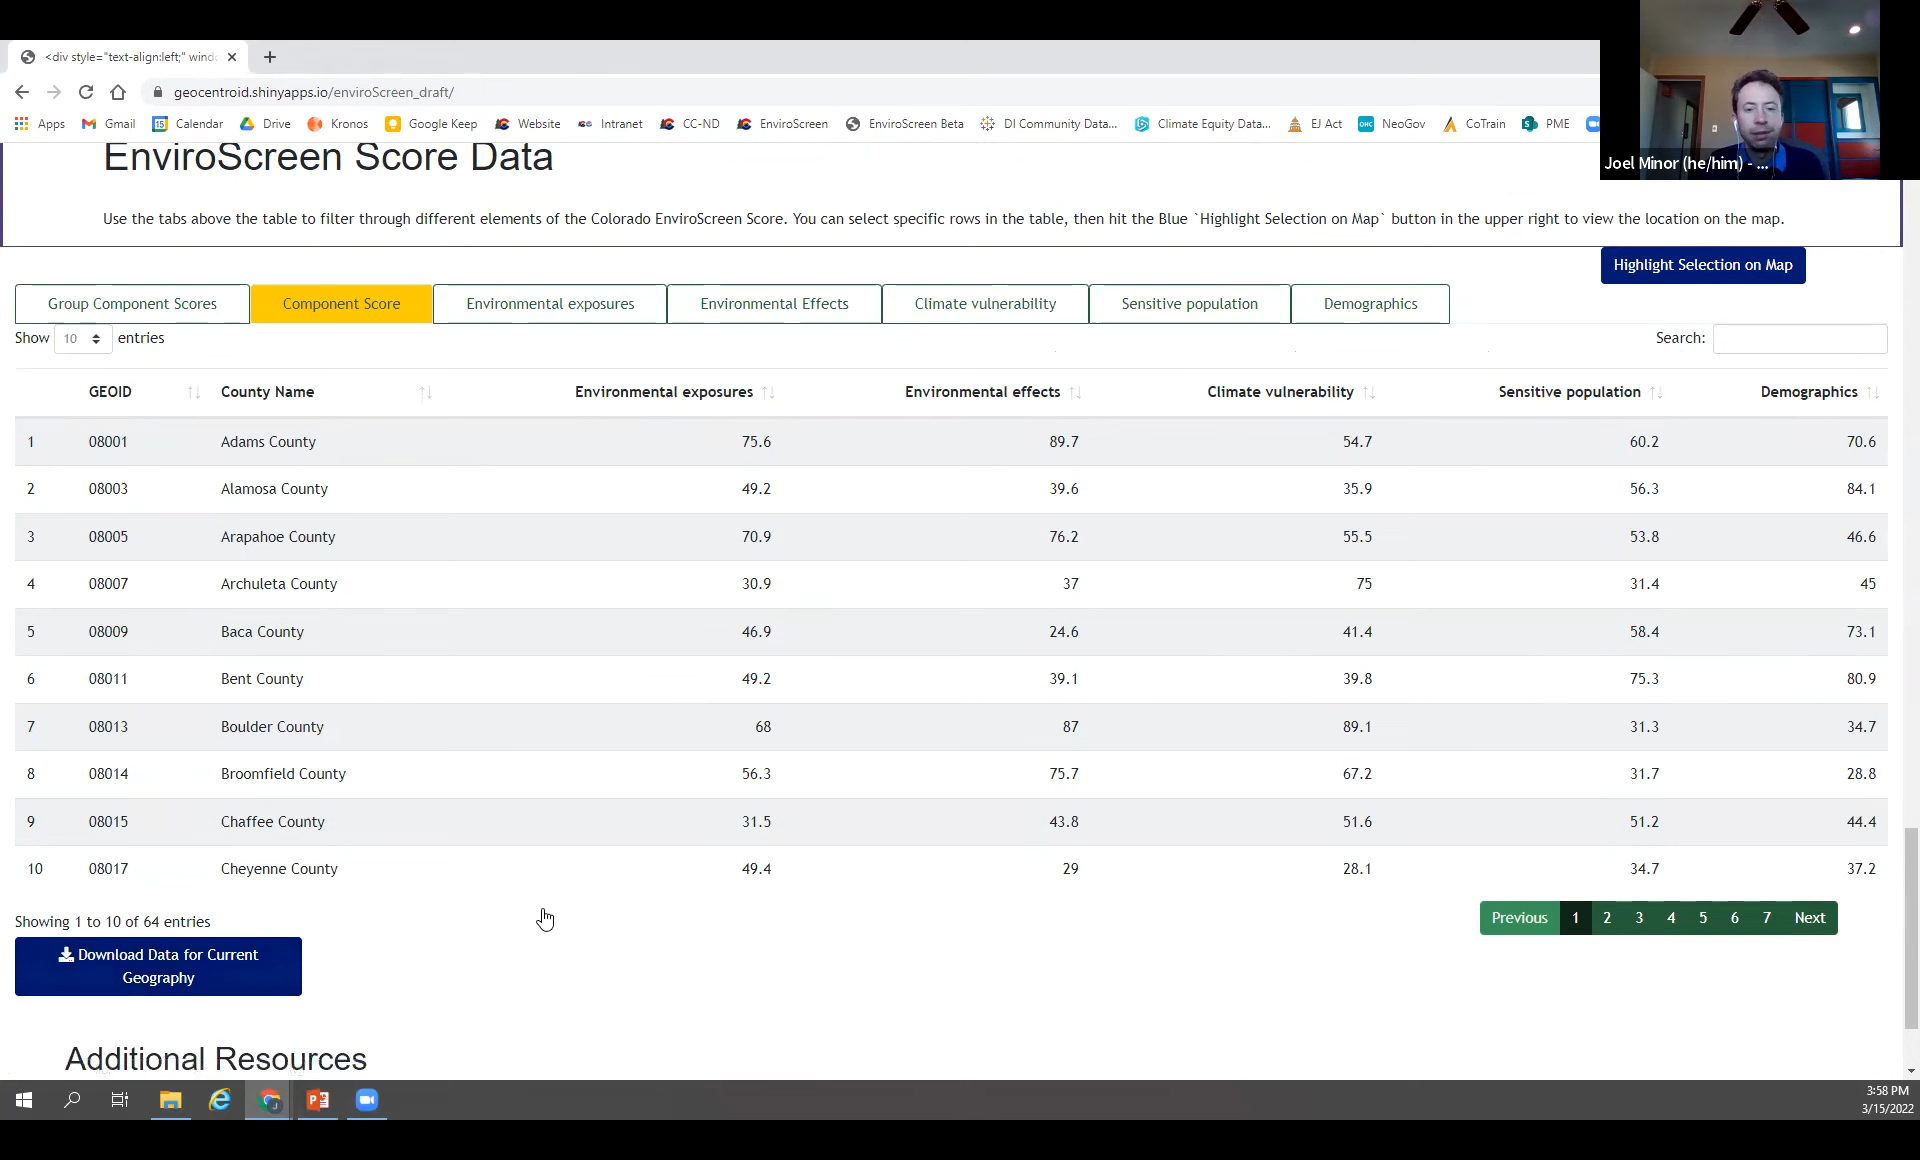 <div style="text-align:left;" windo
geocentroid.shinyapps.io/enviroScreen_draft/
Apps Gmail 15 Calendar Drive Kronos Google Keep Website Intranet CC-ND EnviroScreen EnviroScreen Beta DI Community Data... Climate Equity Data... EJ Act OHC NeoGov CoTrain PME
Joel Minor (he/him) - ...
EnviroScreen Score Data
Use the tabs above the table to filter through different elements of the Colorado EnviroScreen Score. You can select specific rows in the table, then hit the Blue `Highlight Selection on Map` button in the upper right to view the location on the map.
Highlight Selection on Map
Group Component Scores Component Score Environmental exposures Environmental Effects Climate vulnerability Sensitive population Demographics
Show 10 entries Search:
GEOID County Name Environmental exposures Environmental effects Climate vulnerability Sensitive population Demographics
1 08001 Adams County 75.6 89.7 54.7 60.2 70.6
2 08003 Alamosa County 49.2 39.6 35.9 56.3 84.1
3 08005 Arapahoe County 70.9 76.2 55.5 53.8 46.6
4 08007 Archuleta County 30.9 37 75 31.4 45
5 08009 Baca County 46.9 24.6 41.4 58.4 73.1
6 08011 Bent County 49.2 39.1 39.8 75.3 80.9
7 08013 Boulder County 68 87 89.1 31.3 34.7
8 08014 Broomfield County 56.3 75.7 67.2 31.7 28.8
9 08015 Chaffee County 31.5 43.8 51.6 51.2 44.4
10 08017 Cheyenne County 49.4 29 28.1 34.7 37.2
Showing 1 to 10 of 64 entries Previous 1 2 3 4 5 6 7 Next
Download Data for Current
Geography
Additional Resources
3:58 PM
3/15/2022